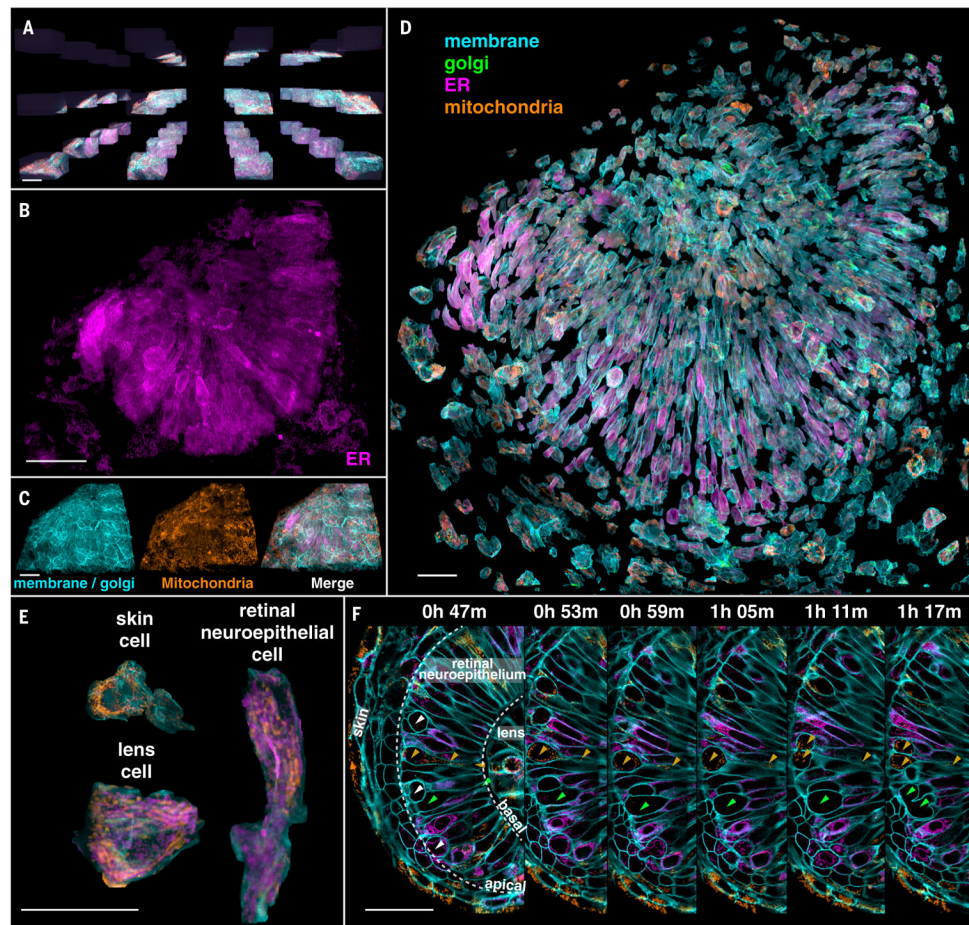 A
B
ER
C
membrane / golgi
Mitochondria
Merge
D
membrane
golgi
ER
mitochondria
E
skin
cell
lens
cell
retinal
neuroepithelial
cell
F
0h 47m
0h 53m
0h 59m
1h 05m
1h 11m
1h 17m
retinal
neuroepithelium
skin
lens
basal
apical